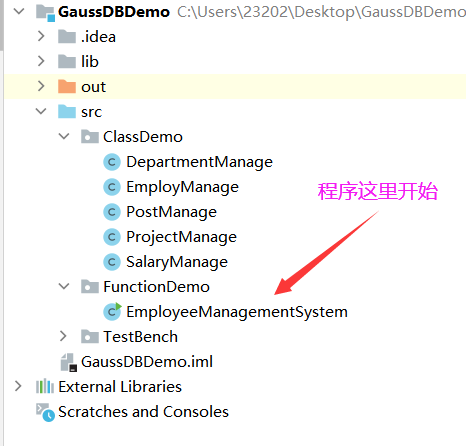 GaussDBDemo C:\Users\23202\Desktop\GaussDBDemo
.idea
lib
out
src
ClassDemo
DepartmentManage
EmployManage
PostManage
ProjectManage
程序这里开始
SalaryManage
FunctionDemo
EmployeeManagementSystem
TestBench
GaussDBDemo.iml
External Libraries
Scratches and Consoles